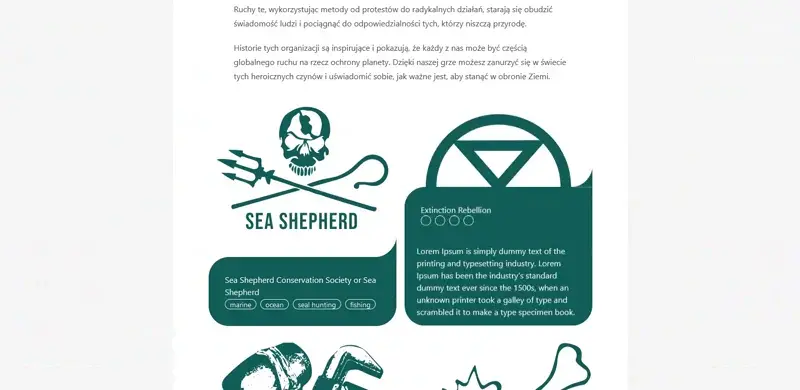 Ruchy te, wykorzystując metody od protestów do radykalnych działań, starają się obudzić
świadomość ludzi i pociągnąć do odpowiedzialności tych, którzy niszczą przyrodę.
Historie tych organizacji są inspirujące i pokazują, że każdy z nas może być częścią
globalnego ruchu na rzecz ochrony planety. Dzięki naszej grze możesz zanurzyć się w świecie
tych heroicznych czynów i uświadomić sobie, jak ważne jest, aby stanąć w obronie Ziemi.
SEA SHEPHERD
Sea Shepherd Conservation Society or Sea
Shepherd
marine ocean seal hunting fishing
Extinction Rebellion
Lorem Ipsum is simply dummy text of the
printing and typesetting industry. Lorem
Ipsum has been the industry's standard
dummy text ever since the 1500s, when an
unknown printer took a galley of type and
scrambled it to make a type specimen book.